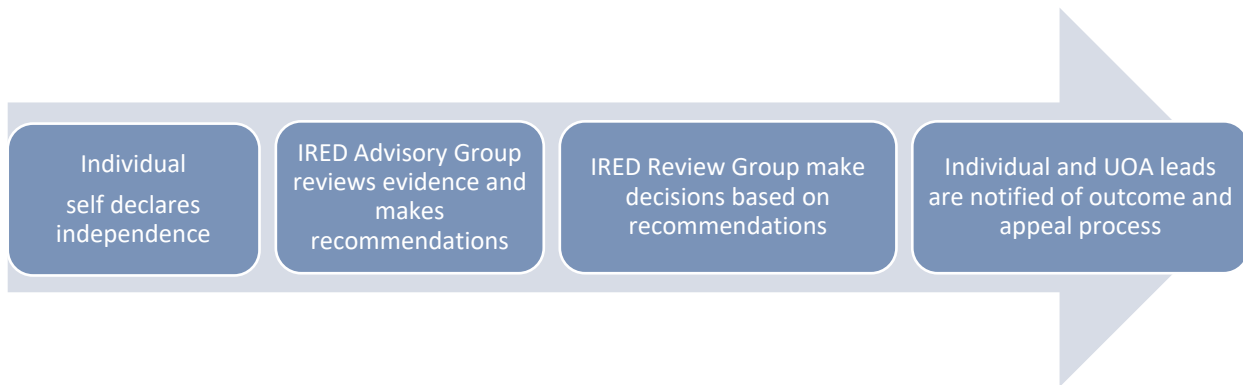 Individual
self declares
independence
IRED Advisory Group
reviews evidence and
makes
recommendations
IRED Review Group make
decisions based on
recommendations
Individual and UOA leads
are notified of outcome and
appeal process